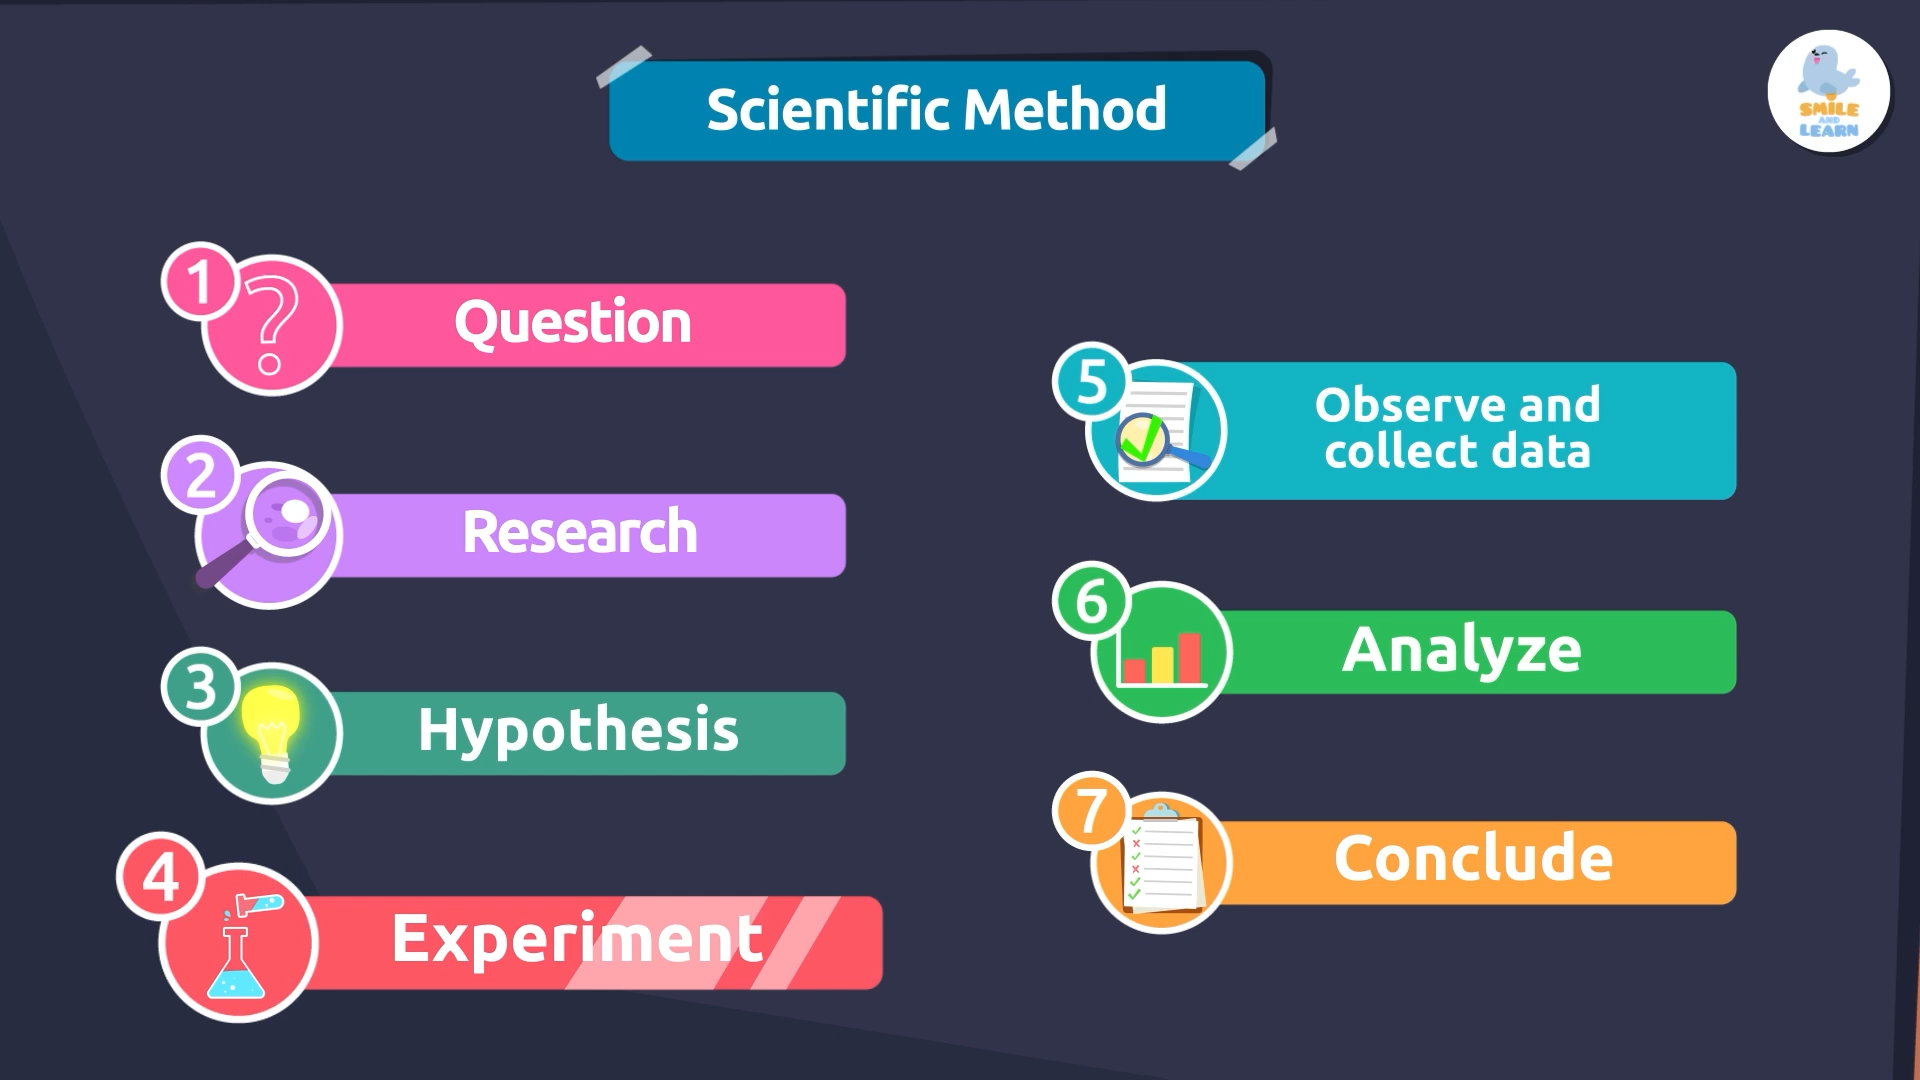 Scientific Method
SMILE
AND
LEARN
1
Question
2
Research
3
Hypothesis
4
Experiment
5
Observe and
collect data
6
Analyze
7
Conclude